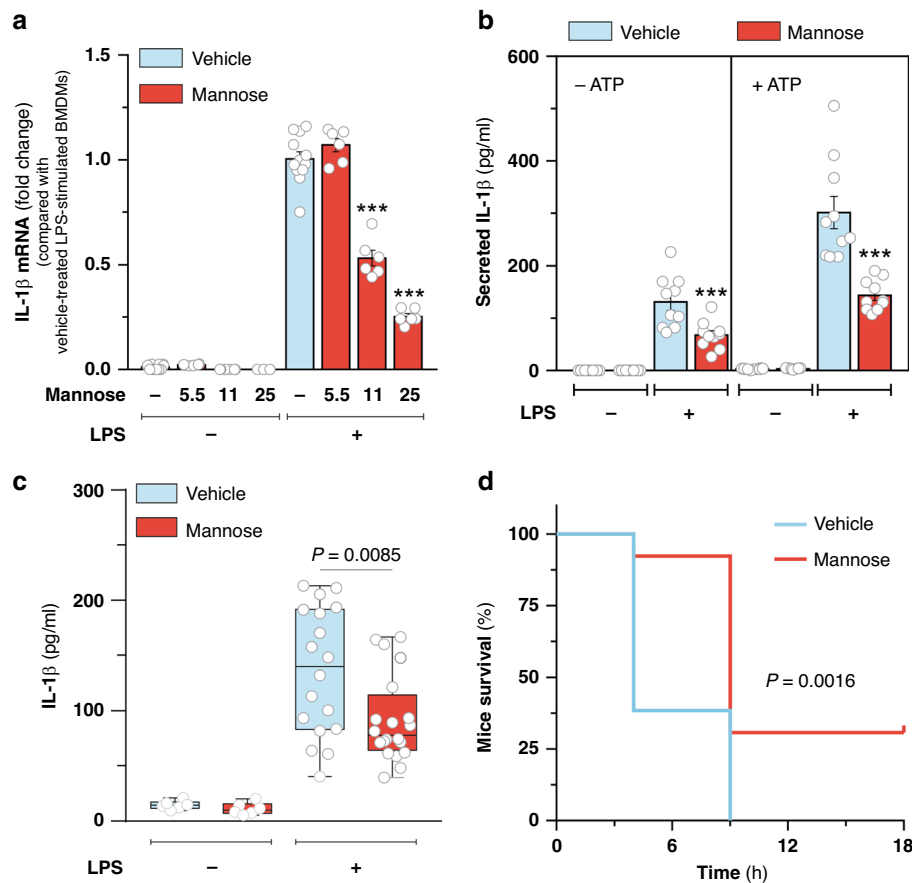 a
Vehicle
Mannose
IL-1β mRNA (fold change)
(compared with
vehicle-treated LPS-stimulated BMDMs)
1.5
1.0
0.5
0.0
***
***
Mannose – 5.5 11 25 – 5.5 11 25
LPS – +
b
Vehicle Mannose
Secreted IL-1β (pg/ml)
600
400
200
0
– ATP + ATP
***
***
LPS – + – +
c
Vehicle
Mannose
IL-1β (pg/ml)
300
200
100
0
P = 0.0085
LPS – +
d
Vehicle
Mannose
Mice survival (%)
100
75
50
25
0
P = 0.0016
0 6 12 18
Time (h)